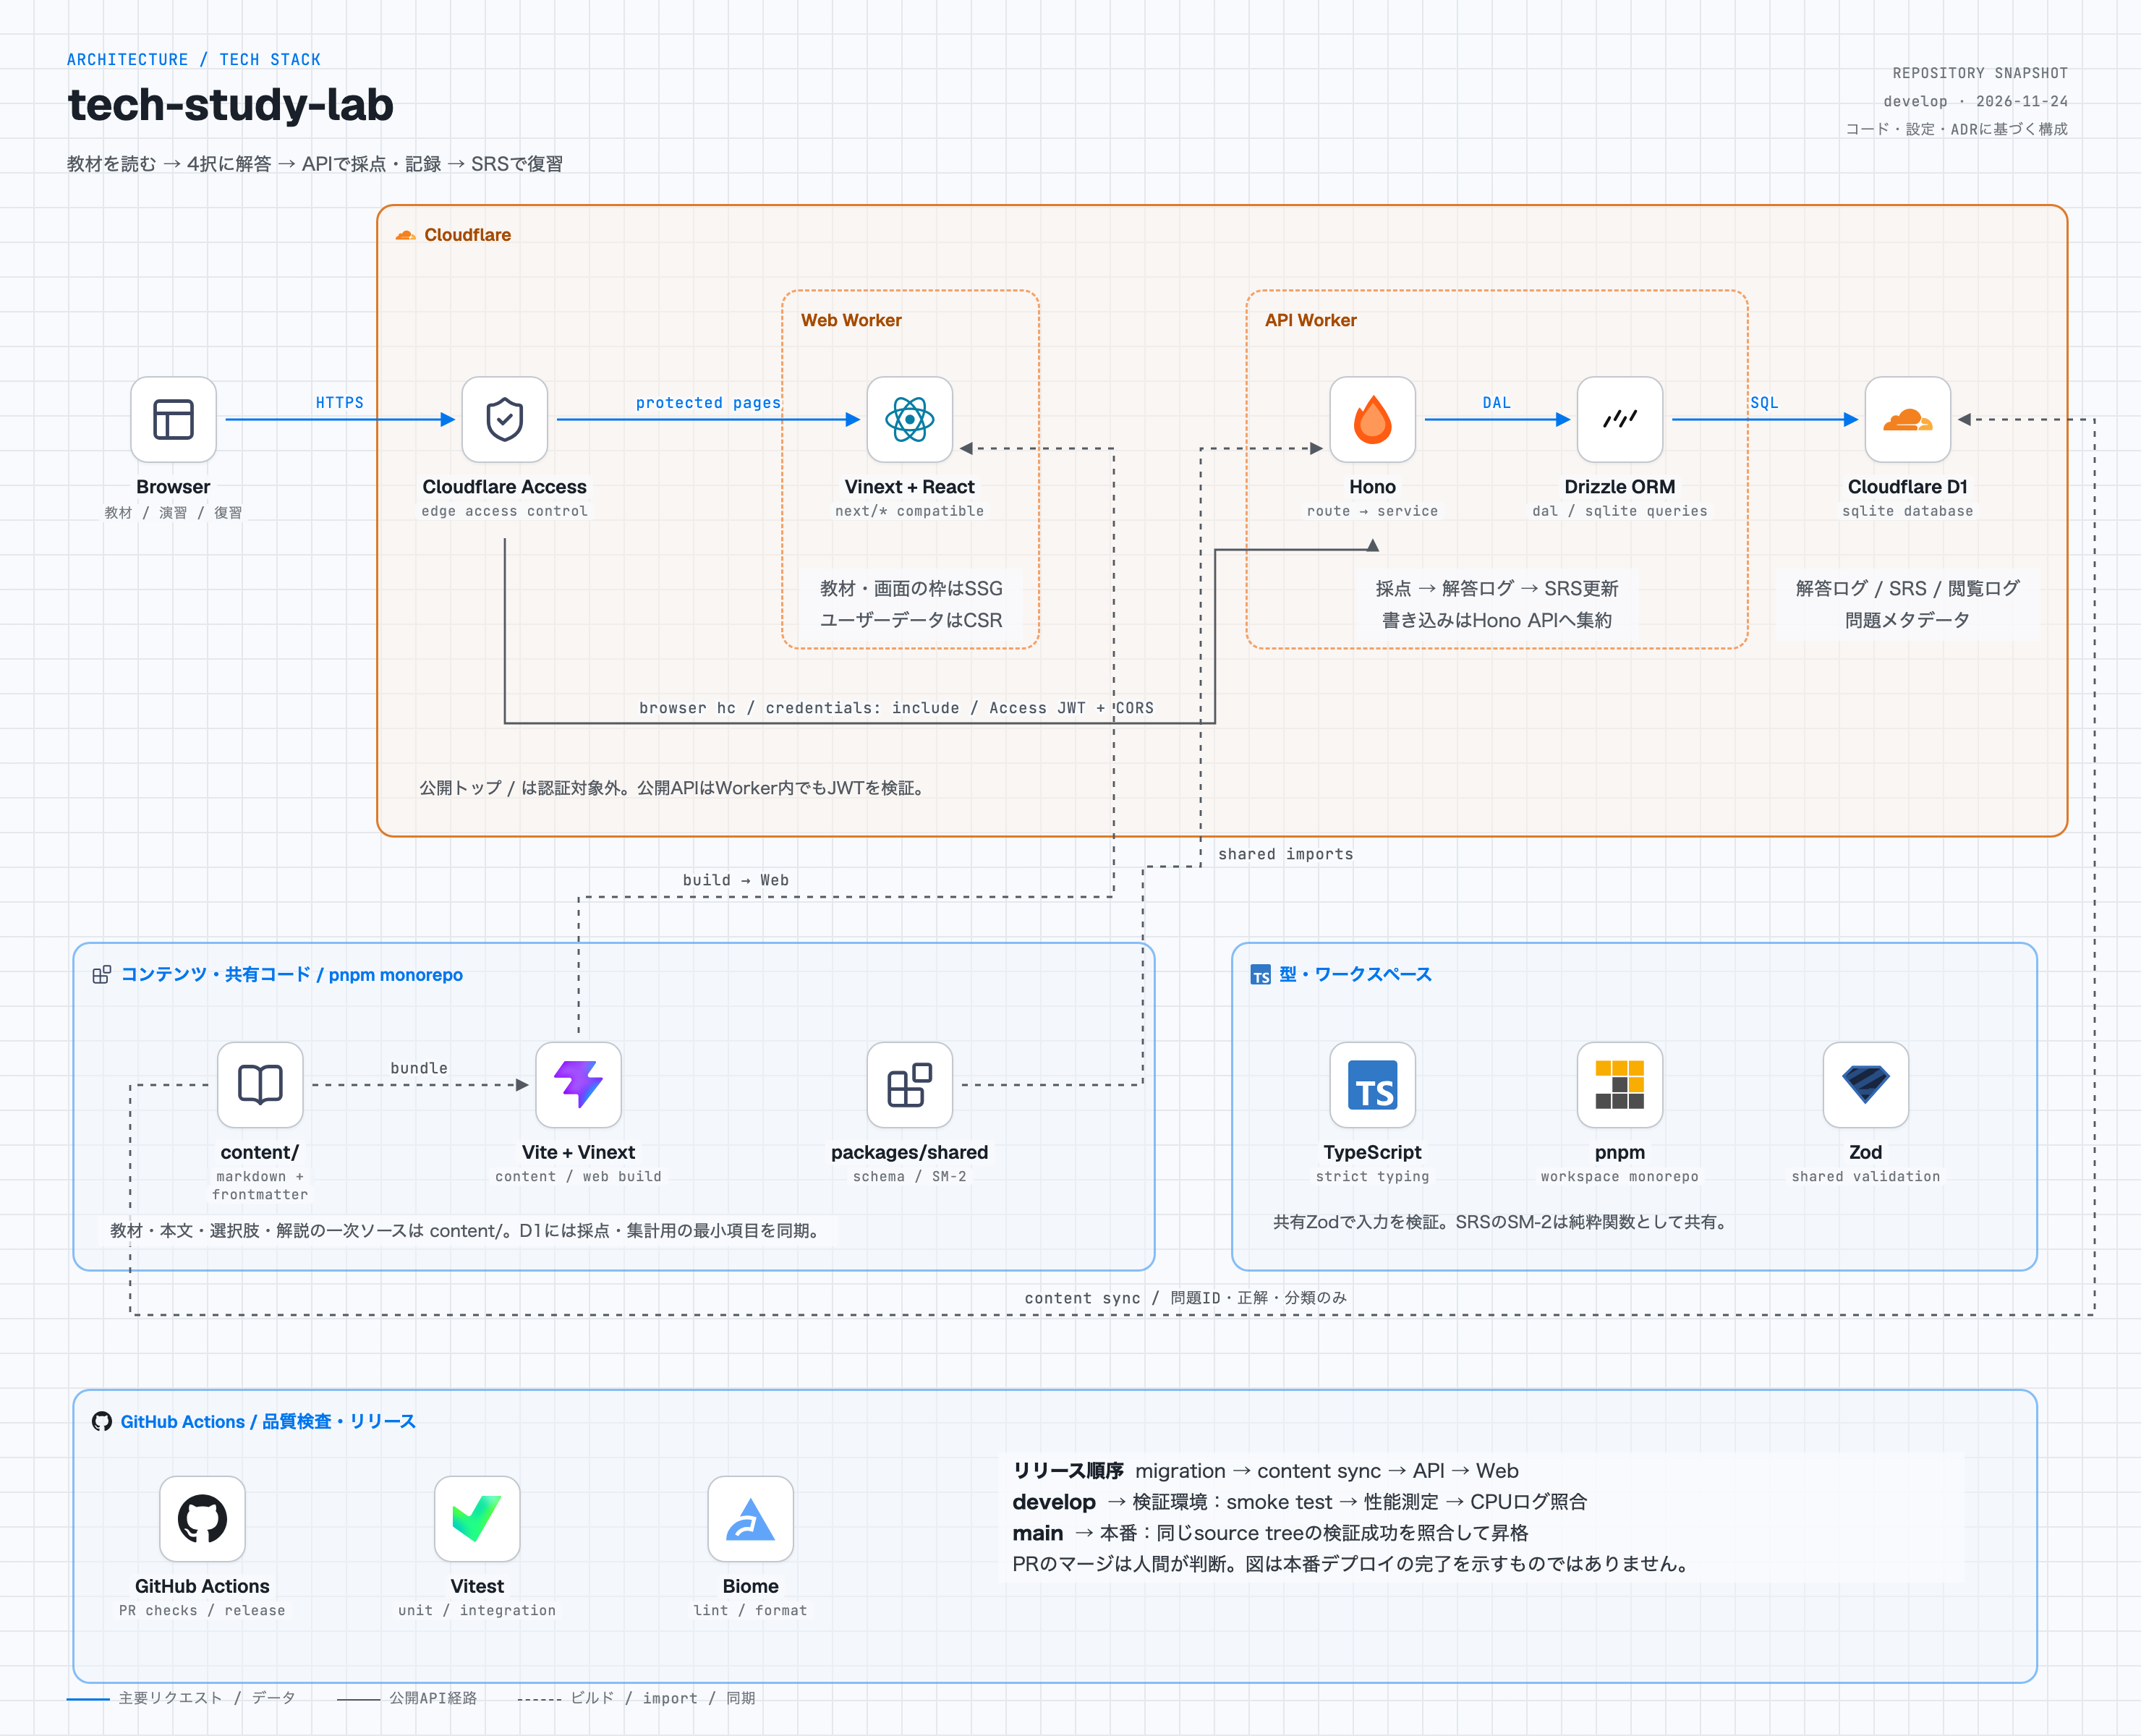 ARCHITECTURE / TECH STACK
tech-study-lab
教材を読む → 4択に解答 → APIで採点・記録 → SRSで復習
REPOSITORY SNAPSHOT
develop · 2026-11-24
コード・設定・ADRに基づく構成
Cloudflare
Web Worker
API Worker
HTTPS
protected pages
DAL
SQL
Browser
教材 / 演習 / 復習
Cloudflare Access
edge access control
Vinext + React
next/* compatible
Hono
route → service
Drizzle ORM
dal / sqlite queries
Cloudflare D1
sqlite database
教材・画面の枠はSSG
ユーザーデータはCSR
採点 → 解答ログ → SRS更新
書き込みはHono APIへ集約
解答ログ / SRS / 閲覧ログ
問題メタデータ
browser hc / credentials: include / Access JWT + CORS
公開トップ / は認証対象外。公開APIはWorker内でもJWTを検証。
shared imports
build → Web
コンテンツ・共有コード / pnpm monorepo
bundle
content/
markdown +
frontmatter
Vite + Vinext
content / web build
packages/shared
schema / SM-2
教材・本文・選択肢・解説の一次ソースは content/。D1には採点・集計用の最小項目を同期。
TS
型・ワークスペース
TS
TypeScript
strict typing
pnpm
workspace monorepo
Zod
shared validation
共有Zodで入力を検証。SRSのSM-2は純粋関数として共有。
content sync / 問題ID・正解・分類のみ
GitHub Actions / 品質検査・リリース
GitHub Actions
PR checks / release
Vitest
unit / integration
Biome
lint / format
リリース順序 migration → content sync → API → Web
develop → 検証環境：smoke test → 性能測定 → CPUログ照合
main → 本番：同じsource treeの検証成功を照合して昇格
PRのマージは人間が判断。図は本番デプロイの完了を示すものではありません。
主要リクエスト / データ
公開API経路
ビルド / import / 同期